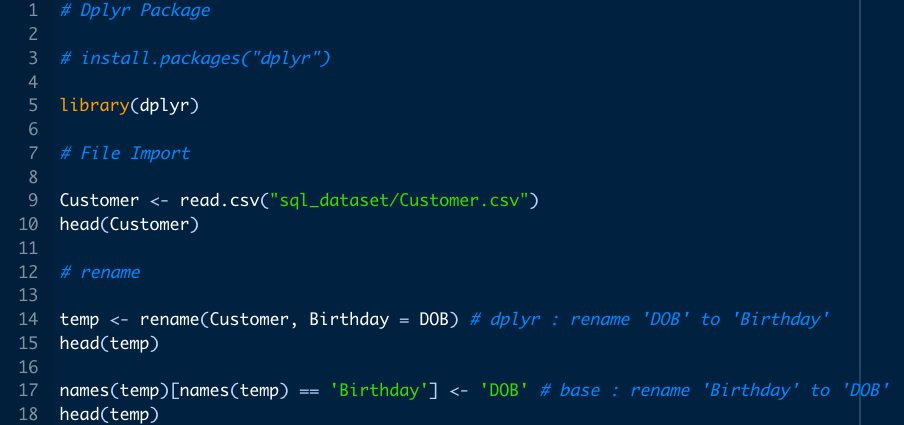 1 # Dplyr Package
2
3 # install.packages("dplyr")
4
5 library(dplyr)
6
7 # File Import
8
9 Customer <- read.csv("sql_dataset/Customer.csv")
10 head(Customer)
11
12 # rename
13
14 temp <- rename(Customer, Birthday = DOB) # dplyr : rename 'DOB' to 'Birthday'
15 head(temp)
16
17 names(temp)[names(temp) == 'Birthday'] <- 'DOB' # base : rename 'Birthday' to 'DOB'
18 head(temp)